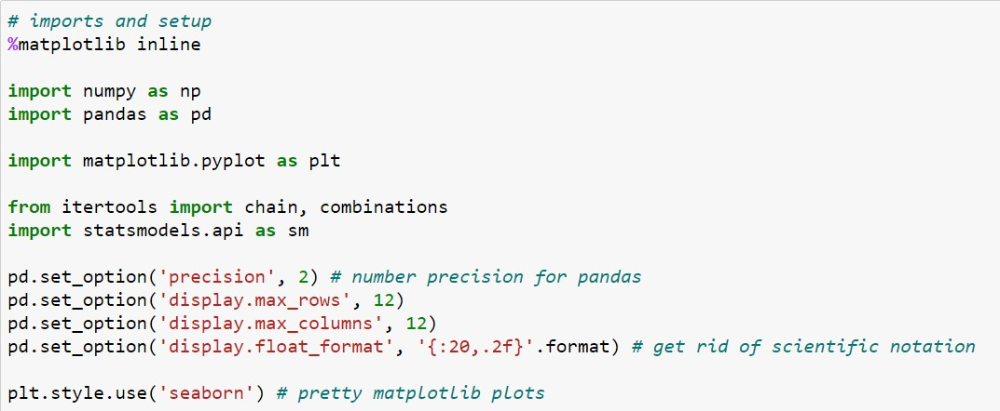 # imports and setup
%matplotlib inline
import numpy as np
import pandas as pd
import matplotlib.pyplot as plt
from itertools import chain, combinations
import statsmodels.api as sm
pd.set_option('precision', 2) # number precision for pandas
pd.set_option('display.max_rows', 12)
pd.set_option('display.max_columns', 12)
pd.set_option('display.float_format', '{:20,.2f}'.format) # get rid of scientific notation
plt.style.use('seaborn') # pretty matplotlib plots